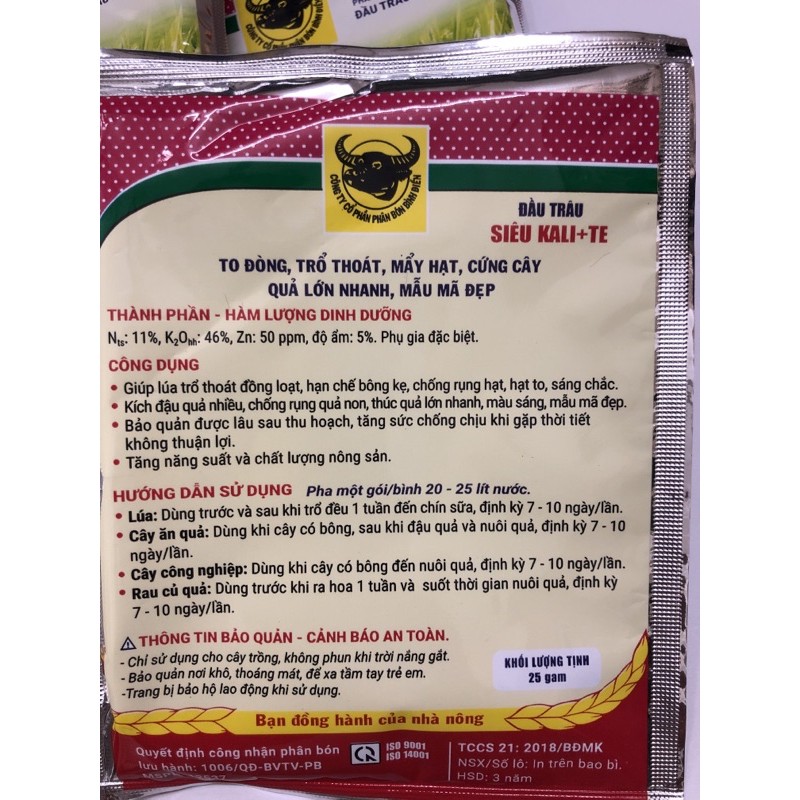 ĐẦU TRÂU
CÔNG TY CỔ PHẦN PHÂN BÓN BÌNH ĐIỀN
ĐẦU TRÂU
SIÊU KALI+TE
TO ĐÒNG, TRỔ THOÁT, MẨY HẠT, CỨNG CÂY
QUẢ LỚN NHANH, MẪU MÃ ĐẸP
THÀNH PHẦN - HÀM LƯỢNG DINH DƯỠNG
Nts: 11%, K2Ohh: 46%, Zn: 50 ppm, độ ẩm: 5%. Phụ gia đặc biệt.
CÔNG DỤNG
• Giúp lúa trổ thoát đồng loạt, hạn chế bông kẹ, chống rụng hạt, hạt to, sáng chắc.
• Kích đậu quả nhiều, chống rụng quả non, thúc quả lớn nhanh, màu sáng, mẫu mã đẹp.
• Bảo quản được lâu sau thu hoạch, tăng sức chống chịu khi gặp thời tiết
không thuận lợi.
• Tăng năng suất và chất lượng nông sản.
HƯỚNG DẪN SỬ DỤNG Pha một gói/bình 20 - 25 lít nước.
• Lúa: Dùng trước và sau khi trổ đều 1 tuần đến chín sữa, định kỳ 7 - 10 ngày/lần.
• Cây ăn quả: Dùng khi cây có bông, sau khi đậu quả và nuôi quả, định kỳ 7 - 10
ngày/lần.
• Cây công nghiệp: Dùng khi cây có bông đến nuôi quả, định kỳ 7 - 10 ngày/lần.
• Rau củ quả: Dùng trước khi ra hoa 1 tuần và suốt thời gian nuôi quả, định kỳ
7 - 10 ngày/lần.
THÔNG TIN BẢO QUẢN - CẢNH BÁO AN TOÀN.
- Chỉ sử dụng cho cây trồng, không phun khi trời nắng gắt.
- Bảo quản nơi khô, thoáng mát, để xa tầm tay trẻ em.
-Trang bị bảo hộ lao động khi sử dụng.
KHỐI LƯỢNG TỊNH
25 gam
Bạn đồng hành của nhà nông
Quyết định công nhận phân bón
lưu hành: 1006/QĐ-BVTV-PB
ISO 9001
ISO 14001
TCCS 21: 2018/BĐMK
NSX/Số lô: In trên bao bì.
HSD: 3 năm